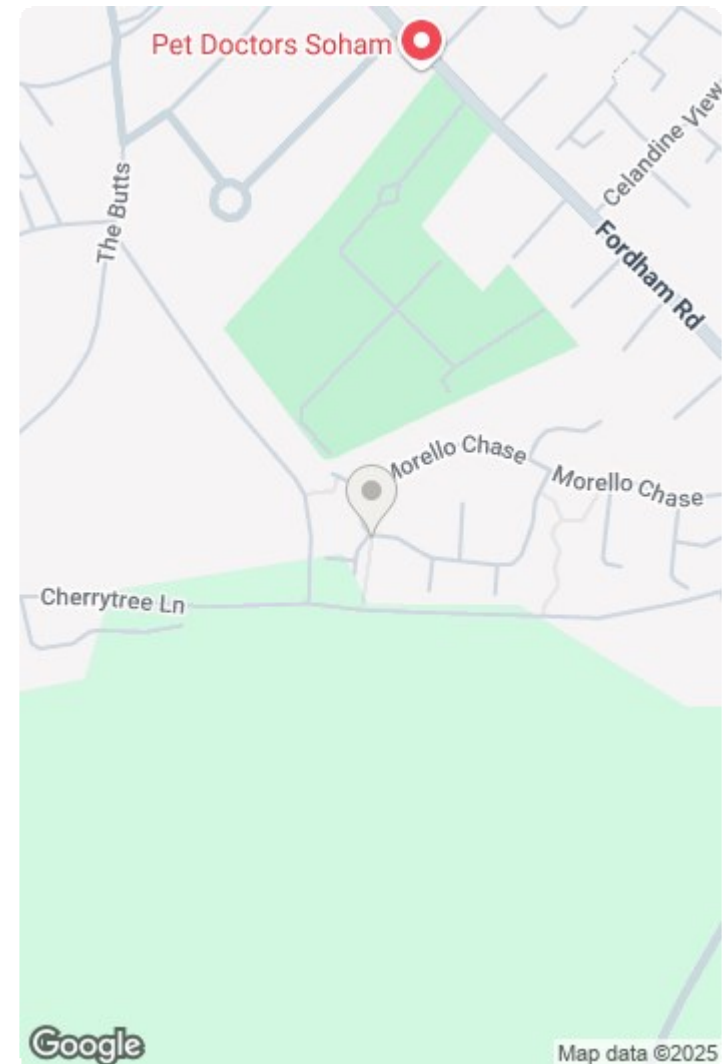 Pet Doctors Soham
Celandine View
The Butts
Fordham Rd
Morello Chase
Morello Chase
Cherrytree Ln
Google
Map data ©2025